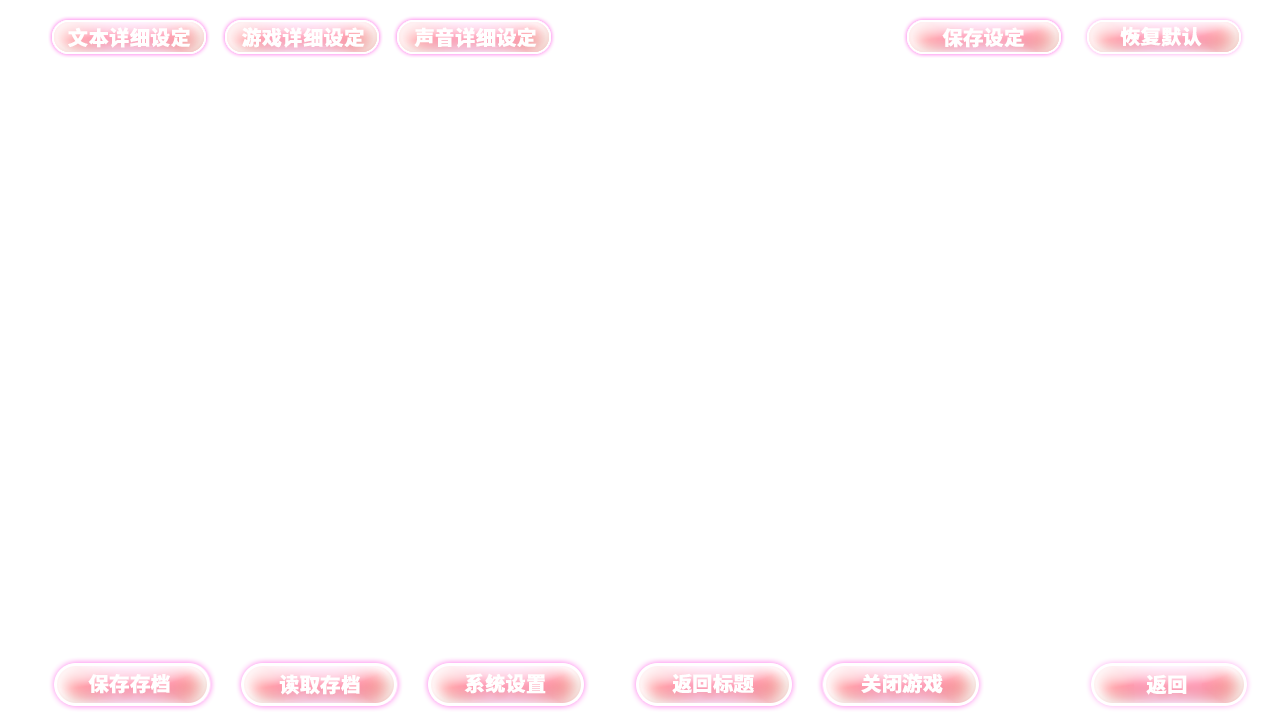 文本详细设定 游戏详细设定 声音详细设定 保存设定 恢复默认
保存存档 读取存档 系统设置 返回标题 关闭游戏 返回